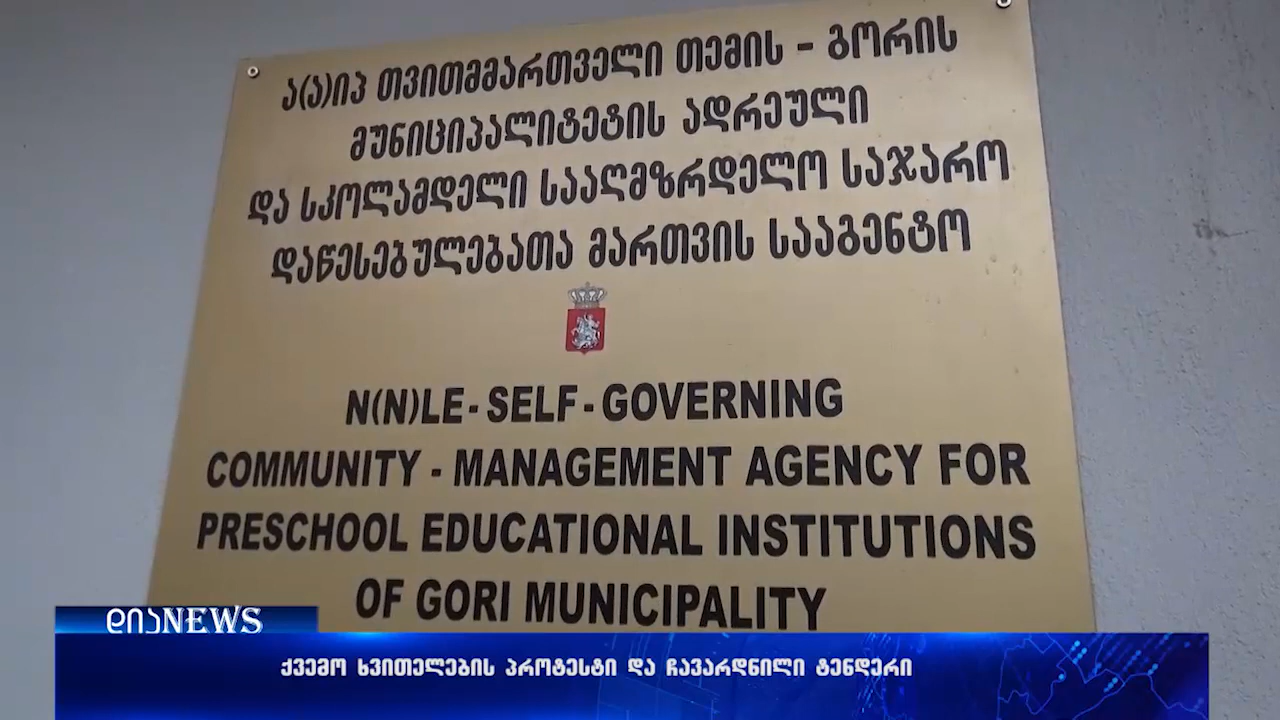 ა(ა)იპ თვითმმართველი თემის - გორის
მუნიციპალიტეტის ადრეული
და სკოლამდელი სააღმზრდელო საჯარო
დაწესებულებათა მართვის სააგენტო
N(N)LE - SELF - GOVERNING
COMMUNITY - MANAGEMENT AGENCY FOR
PRESCHOOL EDUCATIONAL INSTITUTIONS
OF GORI MUNICIPALITY
დიაNEWS
ქვემო ხვითელების პროტესტი და ჩავარდნილი ტენდერი